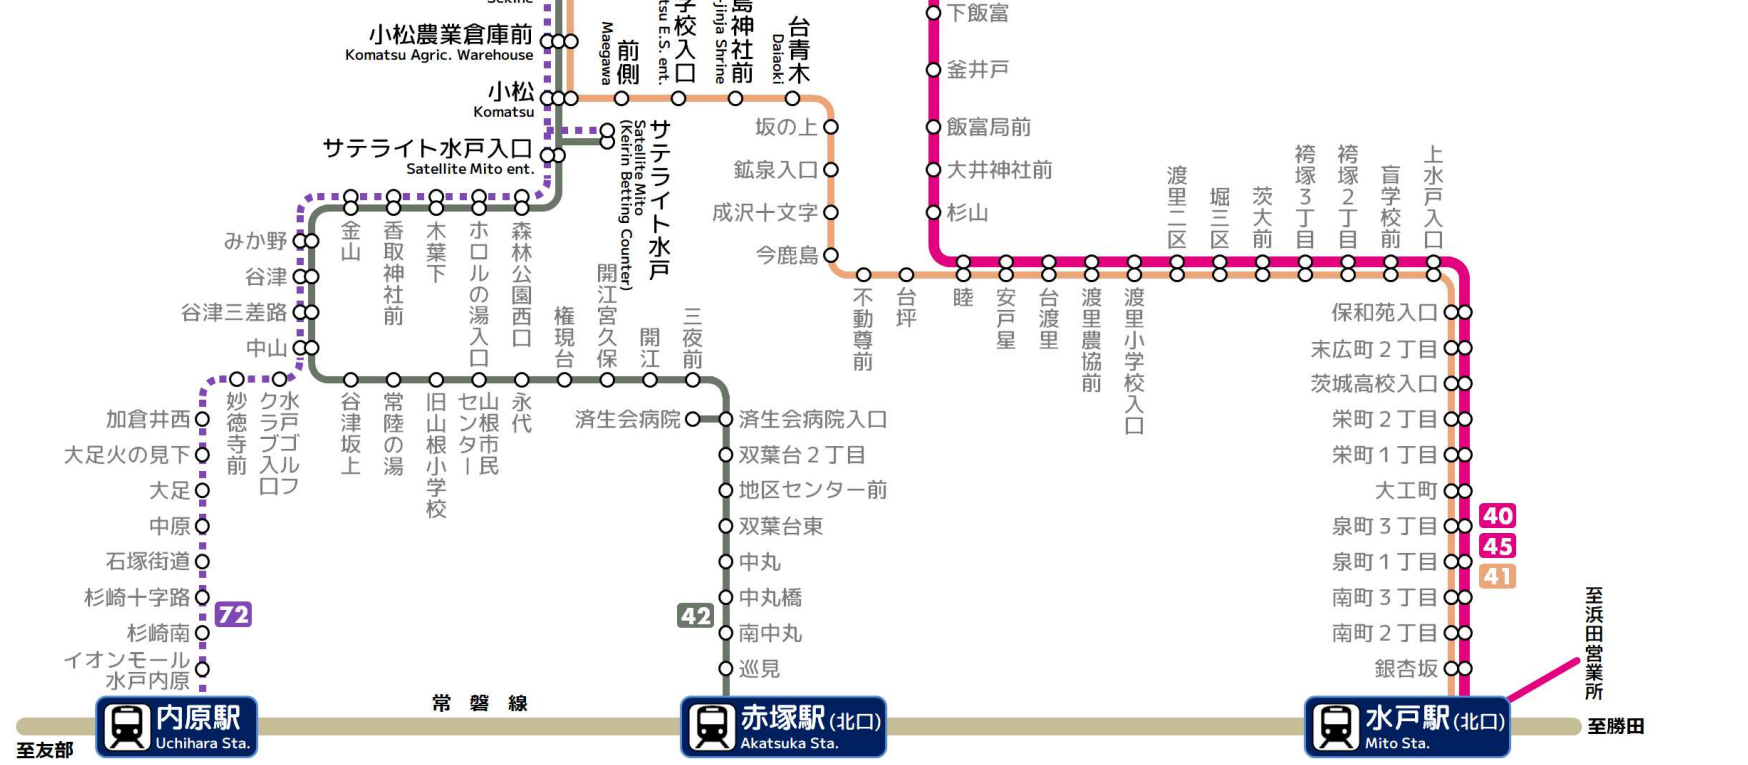 Sekine
小松農業倉庫前
Komatsu Agric. Warehouse
小松
Komatsu
サテライト水戸入口
Satellite Mito ent.
前側
Maegawa
学校入口
tsu E.S. ent.
島神社前
-jinja Shrine
台青木
Daiaoki
サテライト水戸
Satellite Mito
(Keirin Betting Counter)
坂の上
鉱泉入口
成沢十文字
今鹿島
下飯富
釜井戸
飯富局前
大井神社前
杉山
渡里二区
堀三区
茨大前
袴塚3丁目
袴塚2丁目
盲学校前
上水戸入口
不動尊前
台坪
睦
安戸星
台渡里
渡里農協前
渡里小学校入口
金山
香取神社前
木葉下
ホロルの湯入口
森林公園西口
みか野
谷津
谷津三差路
中山
権現台
開江宮久保
開江
三夜前
妙徳寺前
水戸ゴルフ
クラブ入口
谷津坂上
常陸の湯
旧山根小学校
山根市民
センター
永代
加倉井西
大足火の見下
大足
中原
石塚街道
杉崎十字路
杉崎南
イオンモール
水戸内原
72
済生会病院
済生会病院入口
双葉台2丁目
地区センター前
双葉台東
中丸
中丸橋
南中丸
巡見
42
保和苑入口
末広町2丁目
茨城高校入口
栄町2丁目
栄町1丁目
大工町
泉町3丁目
泉町1丁目
南町3丁目
南町2丁目
銀杏坂
40
45
41
至浜田営業所
常磐線
至友部
内原駅
Uchihara Sta.
赤塚駅(北口)
Akatsuka Sta.
水戸駅(北口)
Mito Sta.
至勝田